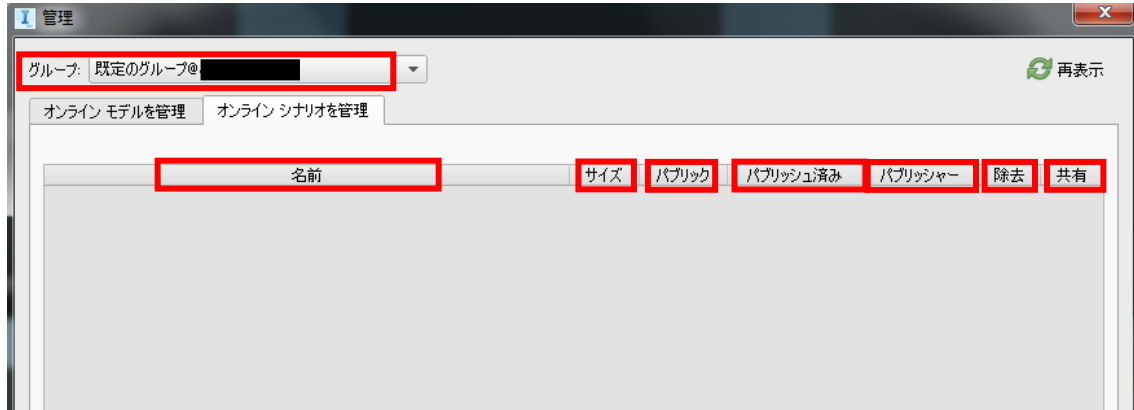 管理
グループ: 既定のグループ@
再表示
オンライン モデルを管理 オンライン シナリオを管理
名前 サイズ パブリック パブリッシュ済み パブリッシャー 除去 共有